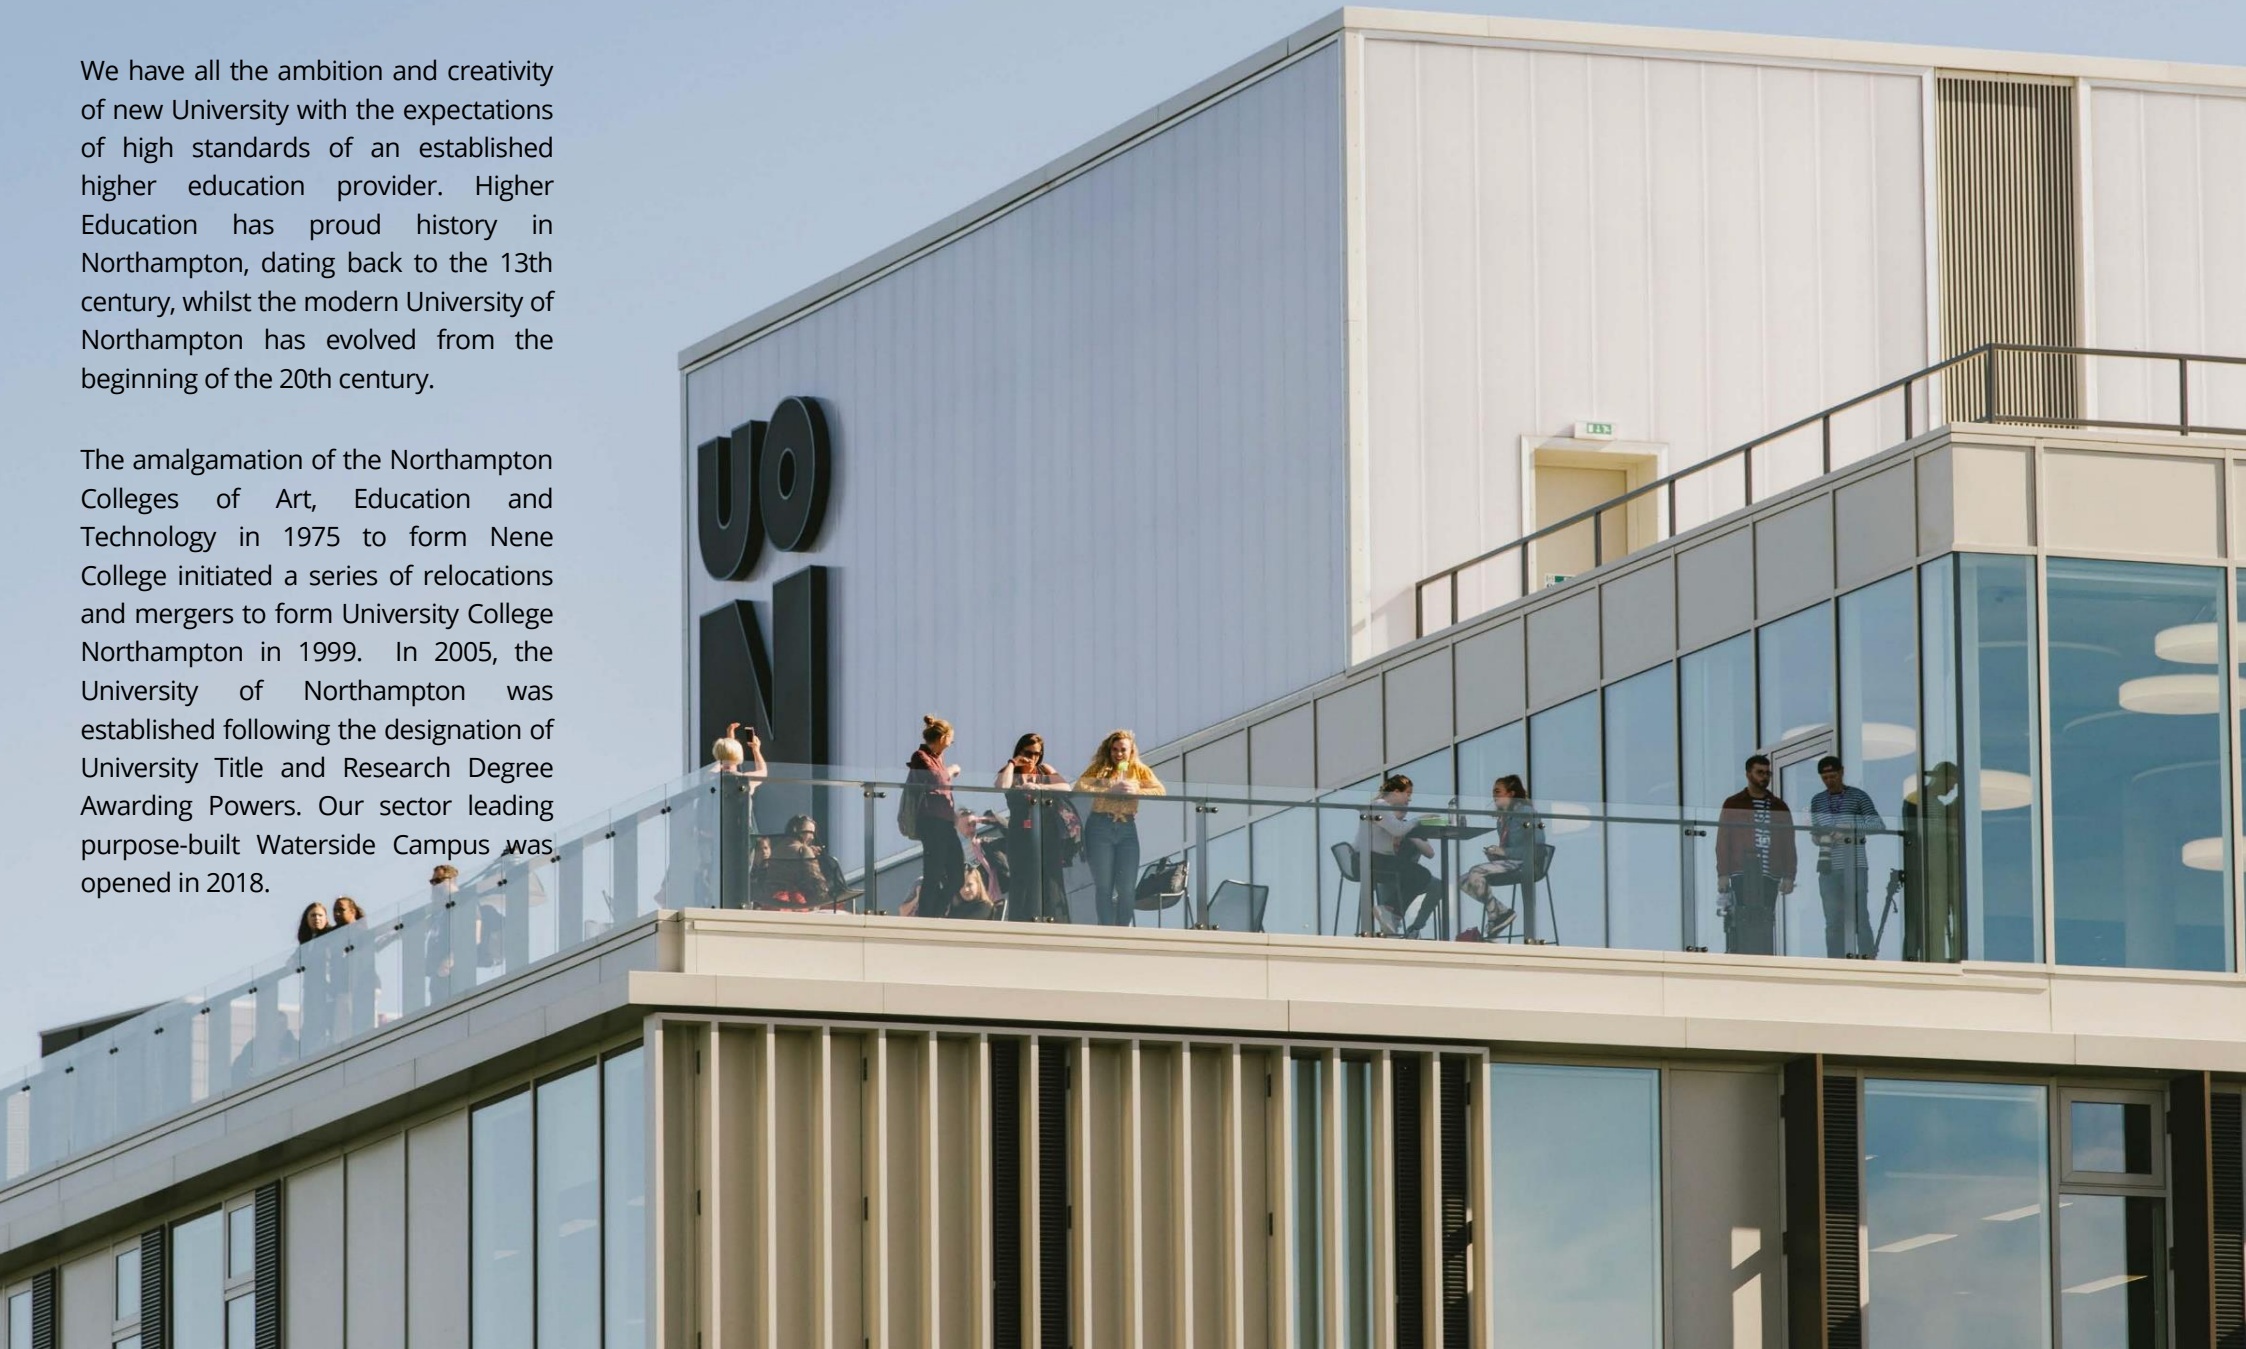 We have all the ambition and creativity
of new University with the expectations
of high standards of an established
higher education provider. Higher
Education has proud history in
Northampton, dating back to the 13th
century, whilst the modern University of
Northampton has evolved from the
beginning of the 20th century.
The amalgamation of the Northampton
Colleges of Art, Education and
Technology in 1975 to form Nene
College initiated a series of relocations
and mergers to form University College
Northampton in 1999. In 2005, the
University of Northampton was
established following the designation of
University Title and Research Degree
Awarding Powers. Our sector leading
purpose-built Waterside Campus was
opened in 2018.
UO
N